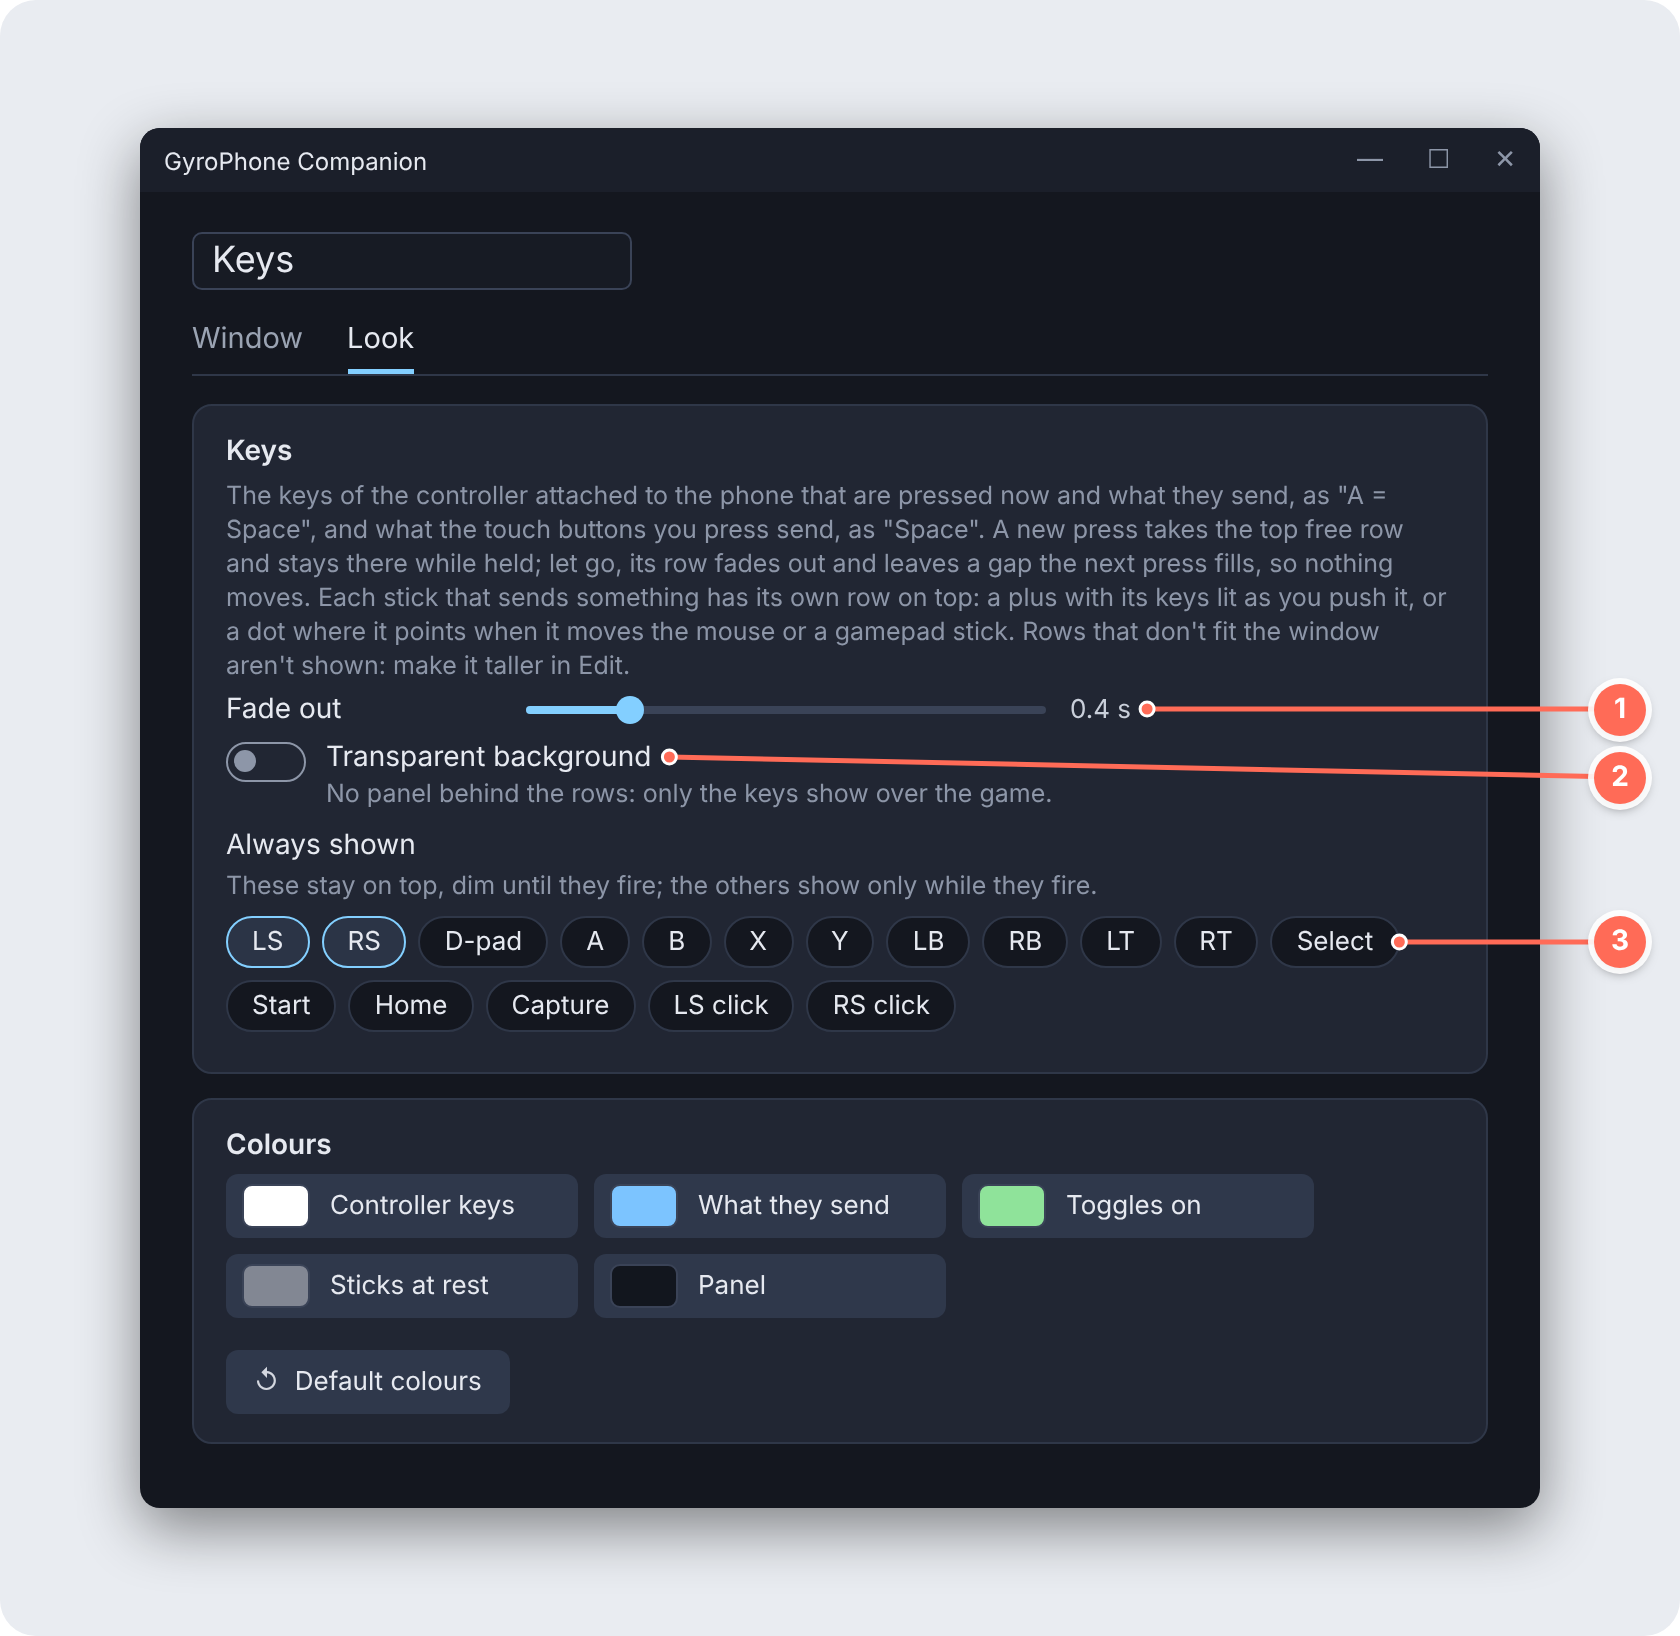 GyroPhone Companion
Keys
Window Look
Keys
The keys of the controller attached to the phone that are pressed now and what they send, as "A =
Space", and what the touch buttons you press send, as "Space". A new press takes the top free row
and stays there while held; let go, its row fades out and leaves a gap the next press fills, so nothing
moves. Each stick that sends something has its own row on top: a plus with its keys lit as you push it, or
a dot where it points when it moves the mouse or a gamepad stick. Rows that don't fit the window
aren't shown: make it taller in Edit.
Fade out 0.4 s 1
Transparent background 2
No panel behind the rows: only the keys show over the game.
Always shown
These stay on top, dim until they fire; the others show only while they fire.
LS RS D-pad A B X Y LB RB LT RT Select 3
Start Home Capture LS click RS click
Colours
Controller keys What they send Toggles on
Sticks at rest Panel
Default colours